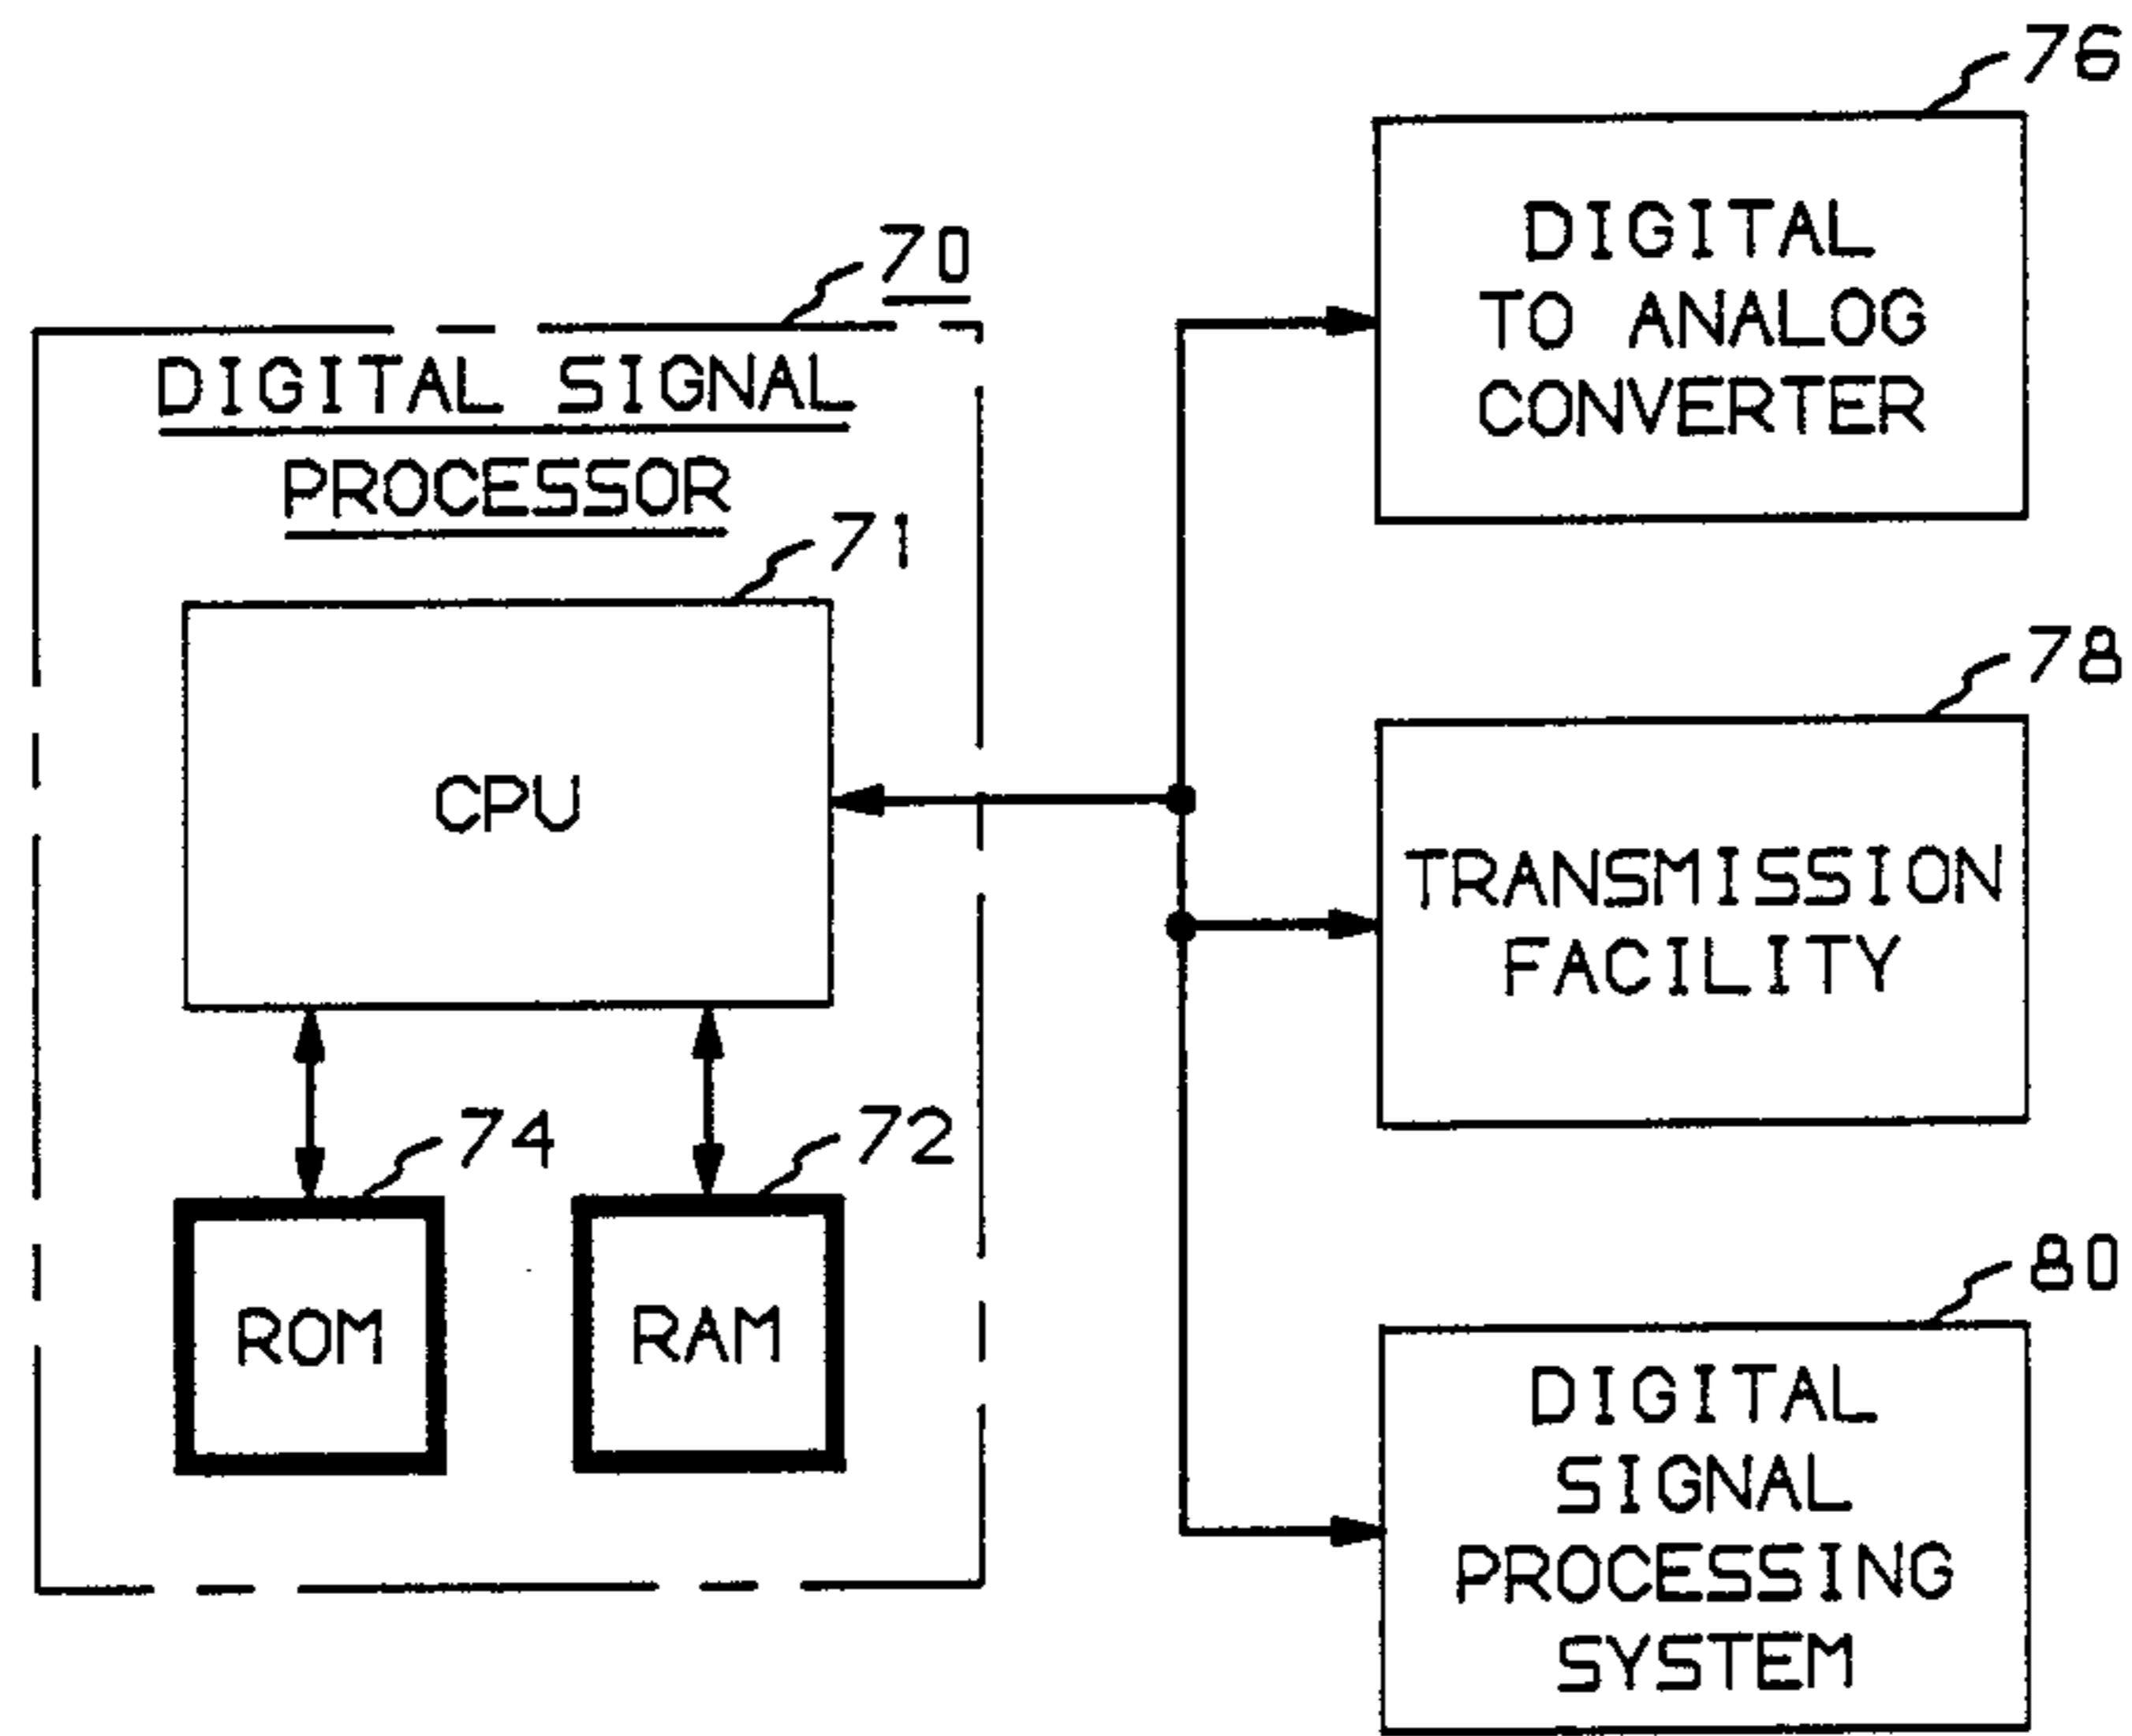 70
DIGITAL SIGNAL
PROCESSOR
71
CPU
74
72
ROM
RAM
76
DIGITAL
TO ANALOG
CONVERTER
78
TRANSMISSION
FACILITY
80
DIGITAL
SIGNAL
PROCESSING
SYSTEM